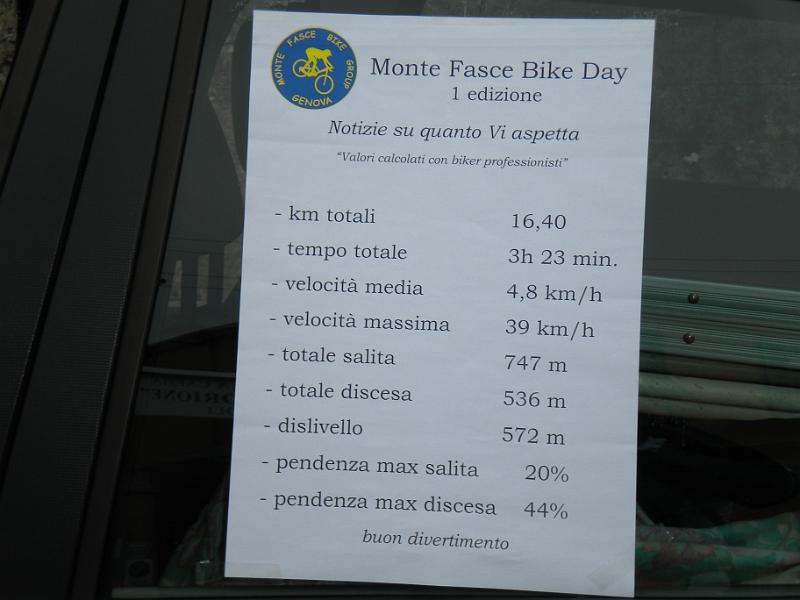 MONTE FASCE BIKE GROUP
GENOVA
Monte Fasce Bike Day
1 edizione
Notizie su quanto Vi aspetta
"Valori calcolati con biker professionisti"
- km totali 16,40
- tempo totale 3h 23 min.
- velocità media 4,8 km/h
- velocità massima 39 km/h
- totale salita 747 m
- totale discesa 536 m
- dislivello 572 m
- pendenza max salita 20%
- pendenza max discesa 44%
buon divertimento